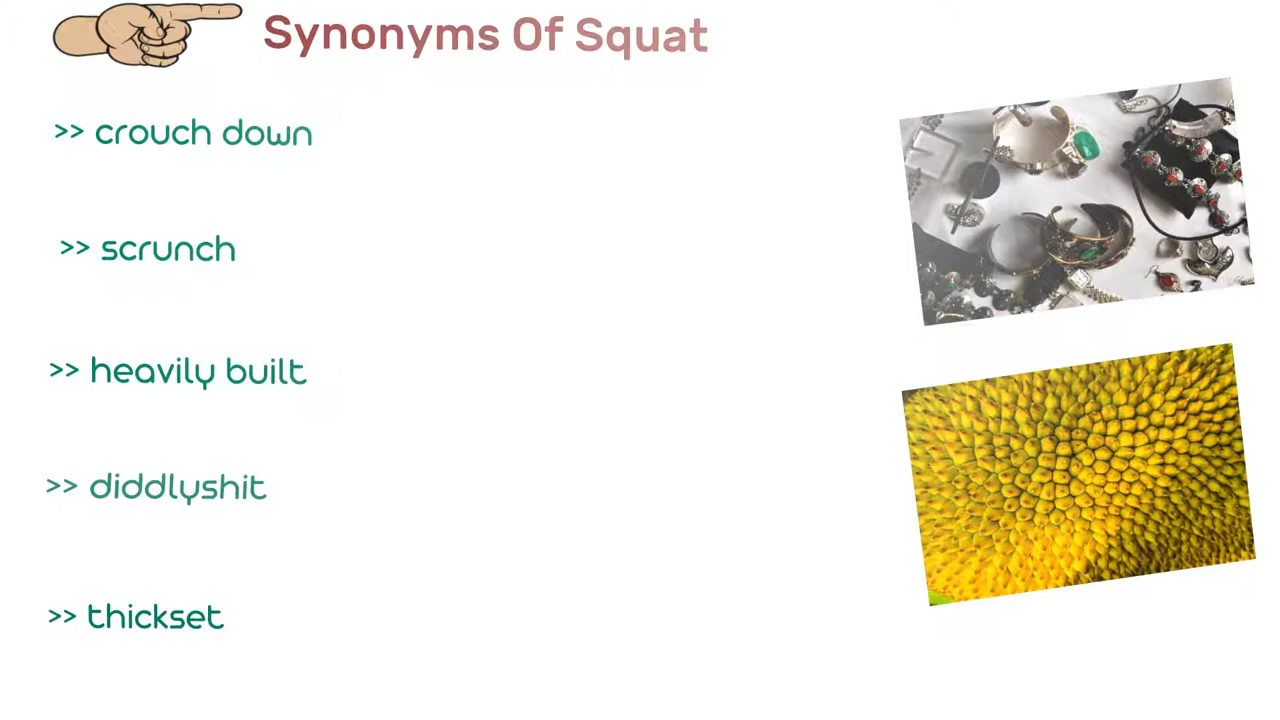 Synonyms Of Squat
>> crouch down
>> scrunch
>> heavily built
>> diddlyshit
>> thickset